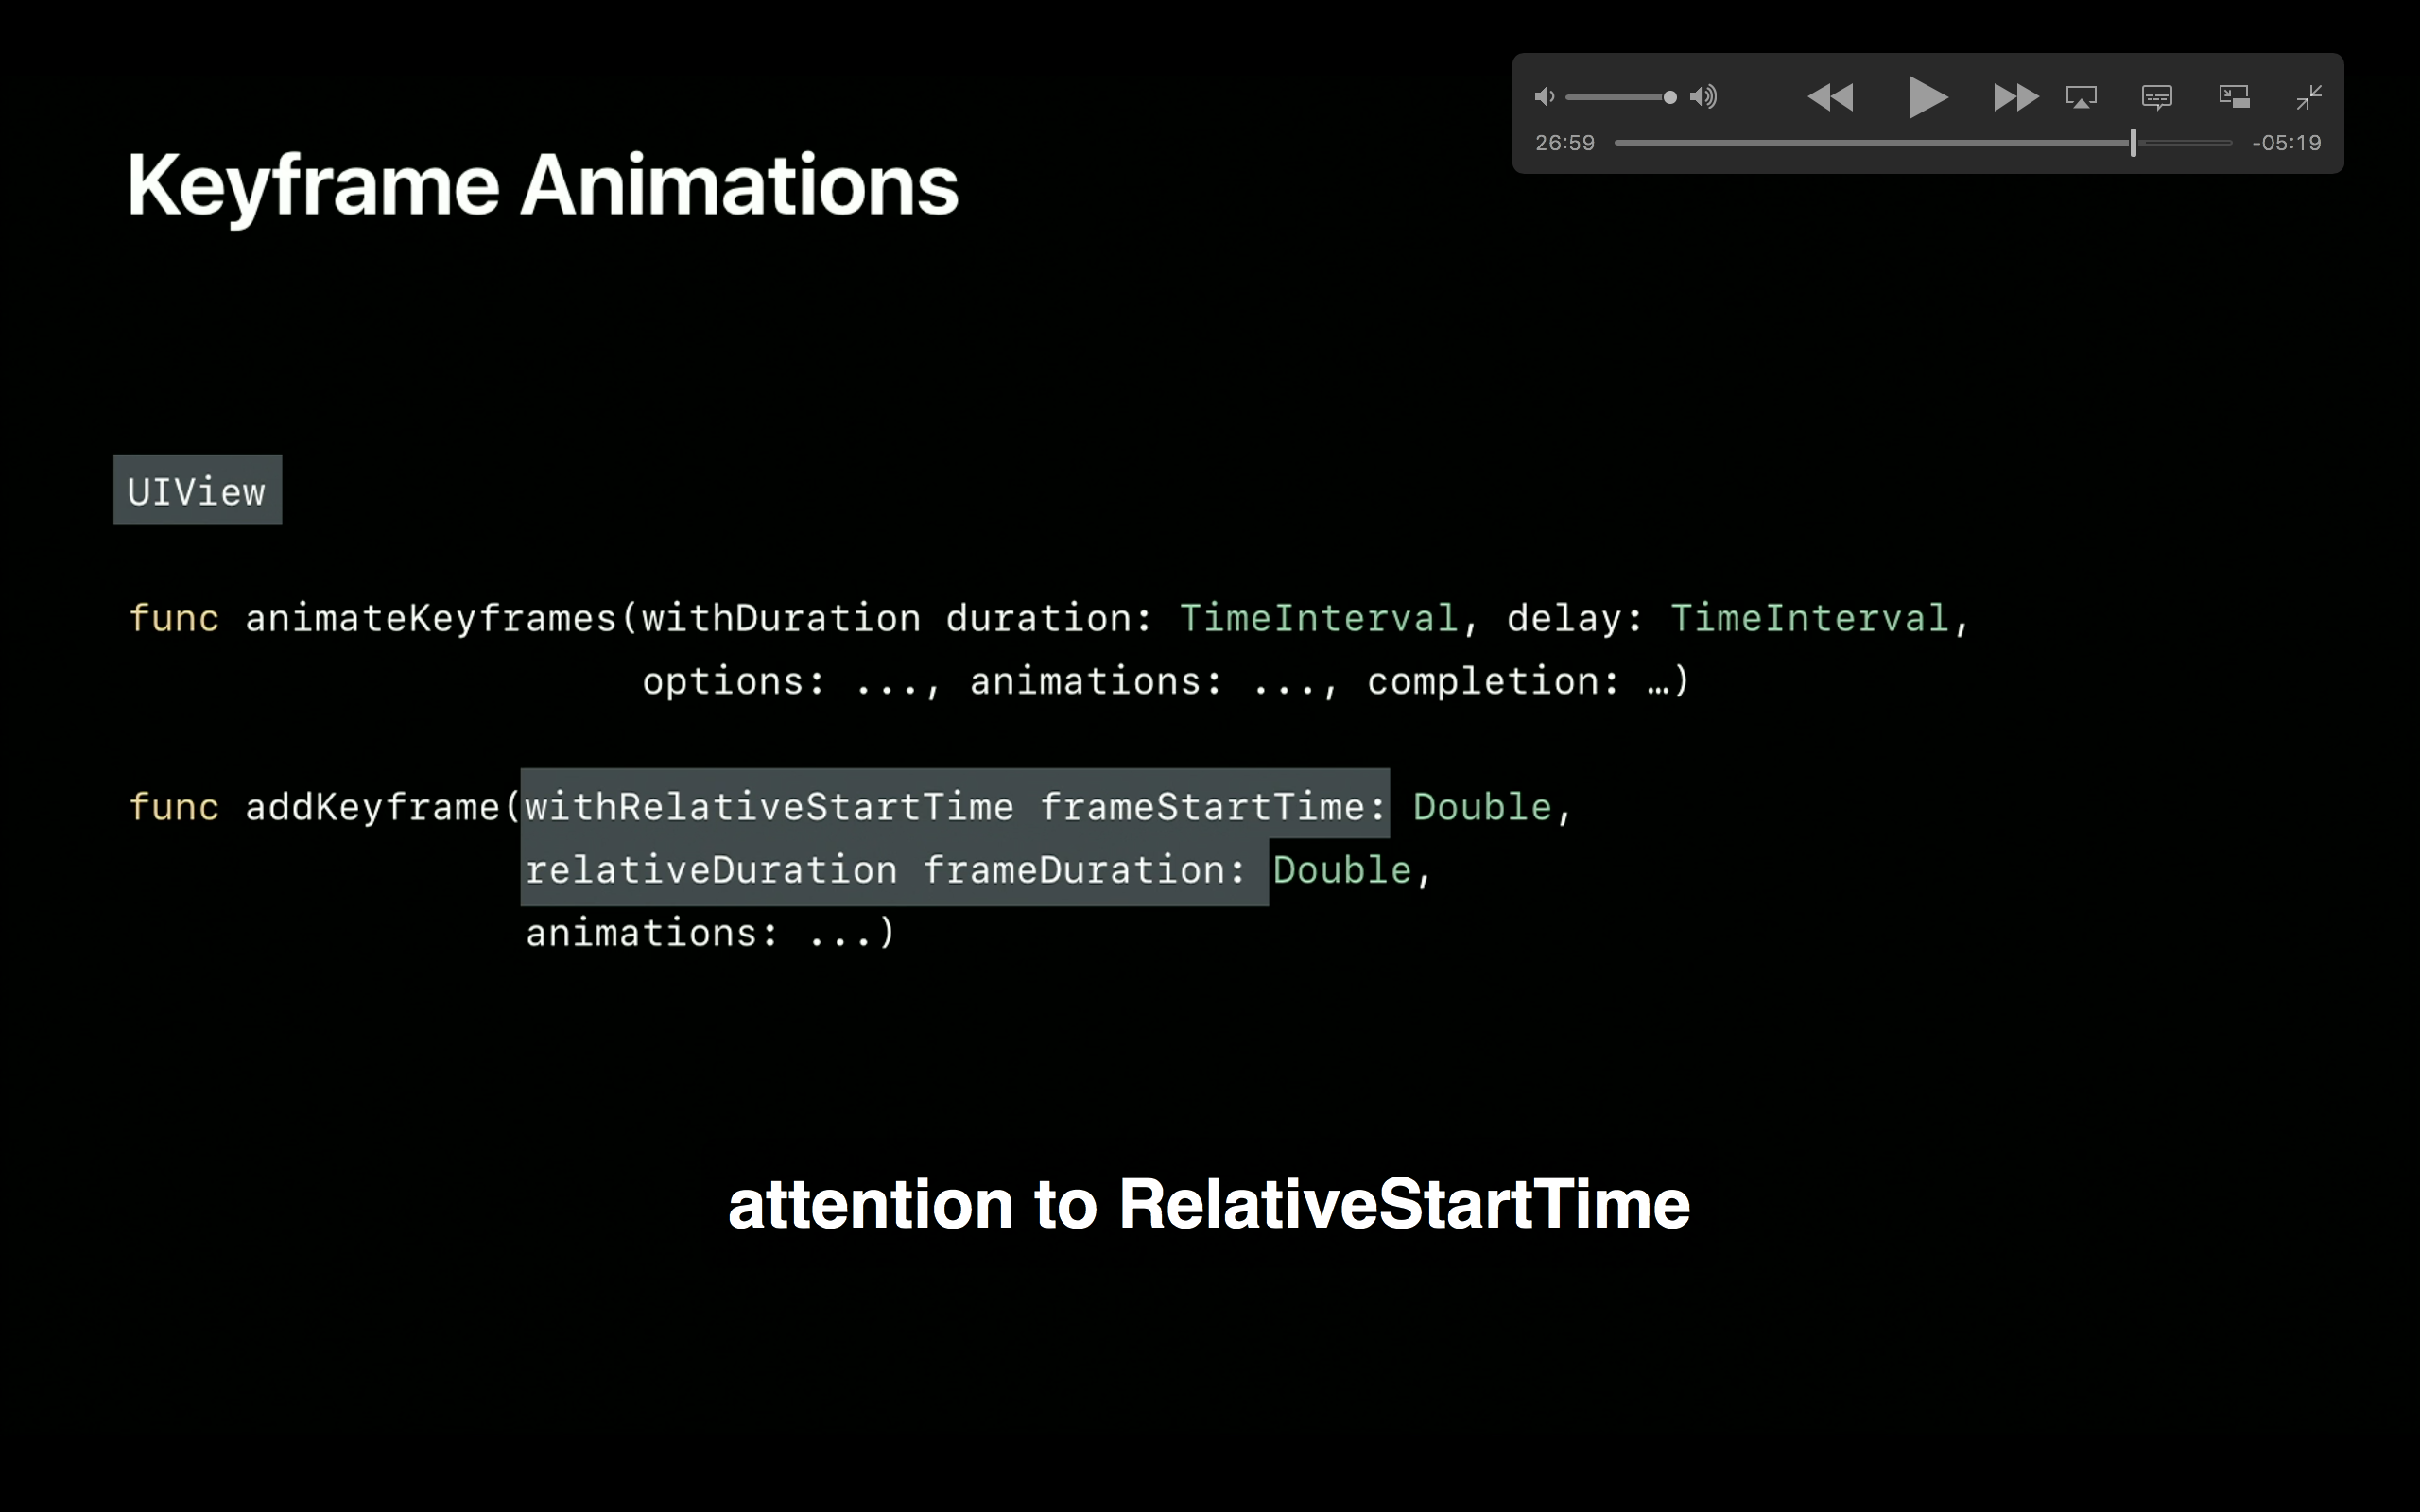 26:59
-05:19
Keyframe Animations
UIView
func animateKeyframes(withDuration duration: TimeInterval, delay: TimeInterval,
options: ..., animations: ..., completion: …)
func addKeyframe(withRelativeStartTime frameStartTime: Double,
relativeDuration frameDuration: Double,
animations: ...)
attention to RelativeStartTime